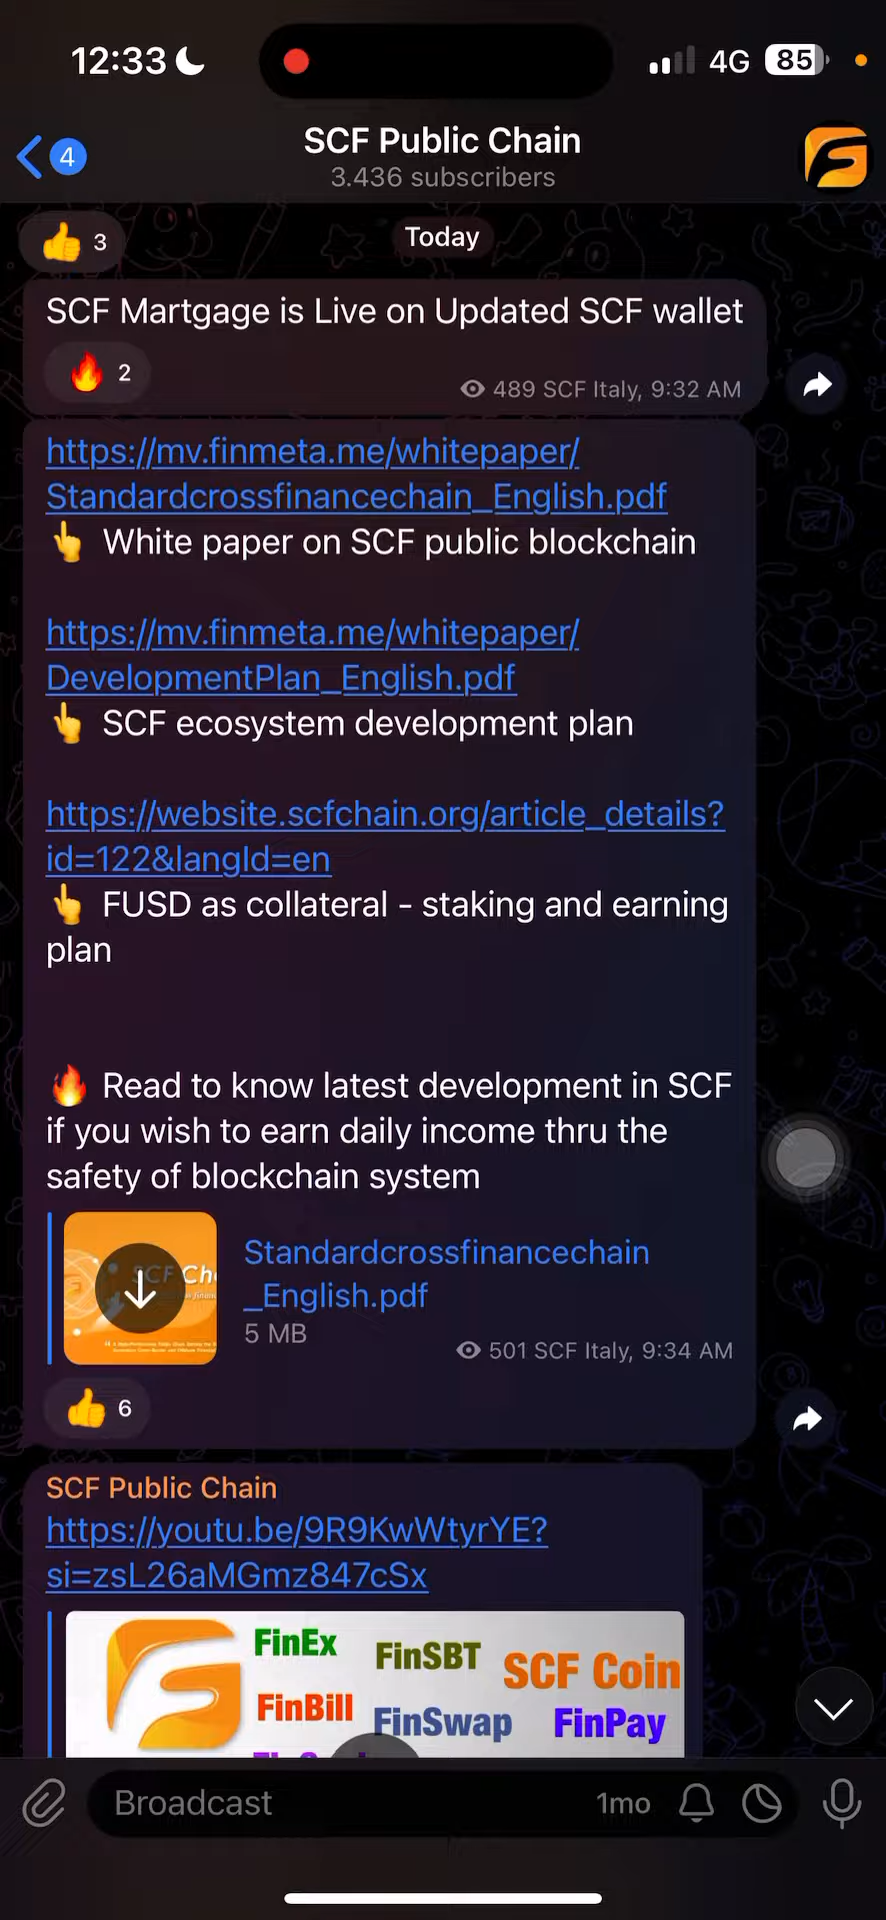 12:33
4G
85
4
SCF Public Chain
3.436 subscribers
👍 3
Today
SCF Martgage is Live on Updated SCF wallet
🔥 2
489 SCF Italy, 9:32 AM
https://mv.finmeta.me/whitepaper/
Standardcrossfinancechain_English.pdf
👆 White paper on SCF public blockchain
https://mv.finmeta.me/whitepaper/
DevelopmentPlan_English.pdf
👆 SCF ecosystem development plan
https://website.scfchain.org/article_details?
id=122&langId=en
👆 FUSD as collateral - staking and earning
plan
🔥 Read to know latest development in SCF
if you wish to earn daily income thru the
safety of blockchain system
SCF Ch
Standardcrossfinancechain
_English.pdf
5 MB
501 SCF Italy, 9:34 AM
👍 6
SCF Public Chain
https://youtu.be/9R9KwWtyrYE?
si=zsL26aMGmz847cSx
FinEx
FinSBT
SCF Coin
FinBill
FinSwap
FinPay
Broadcast
1mo